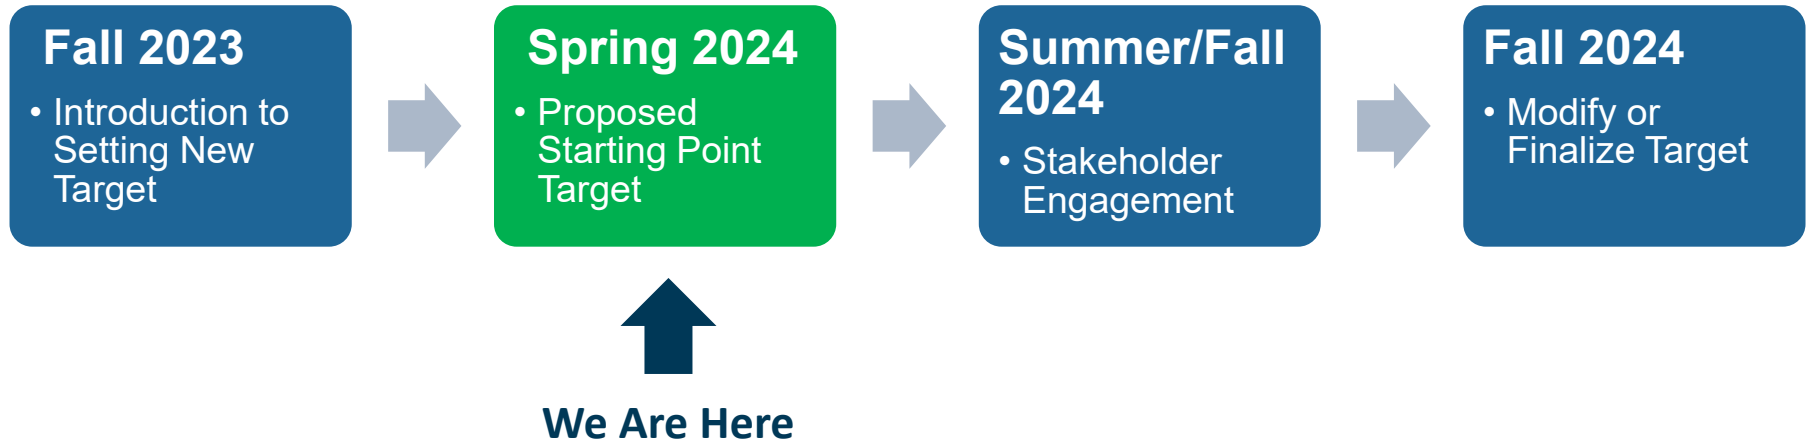 Fall 2023
• Introduction to
Setting New
Target
Spring 2024
• Proposed
Starting Point
Target
Summer/Fall
2024
• Stakeholder
Engagement
Fall 2024
• Modify or
Finalize Target
We Are Here